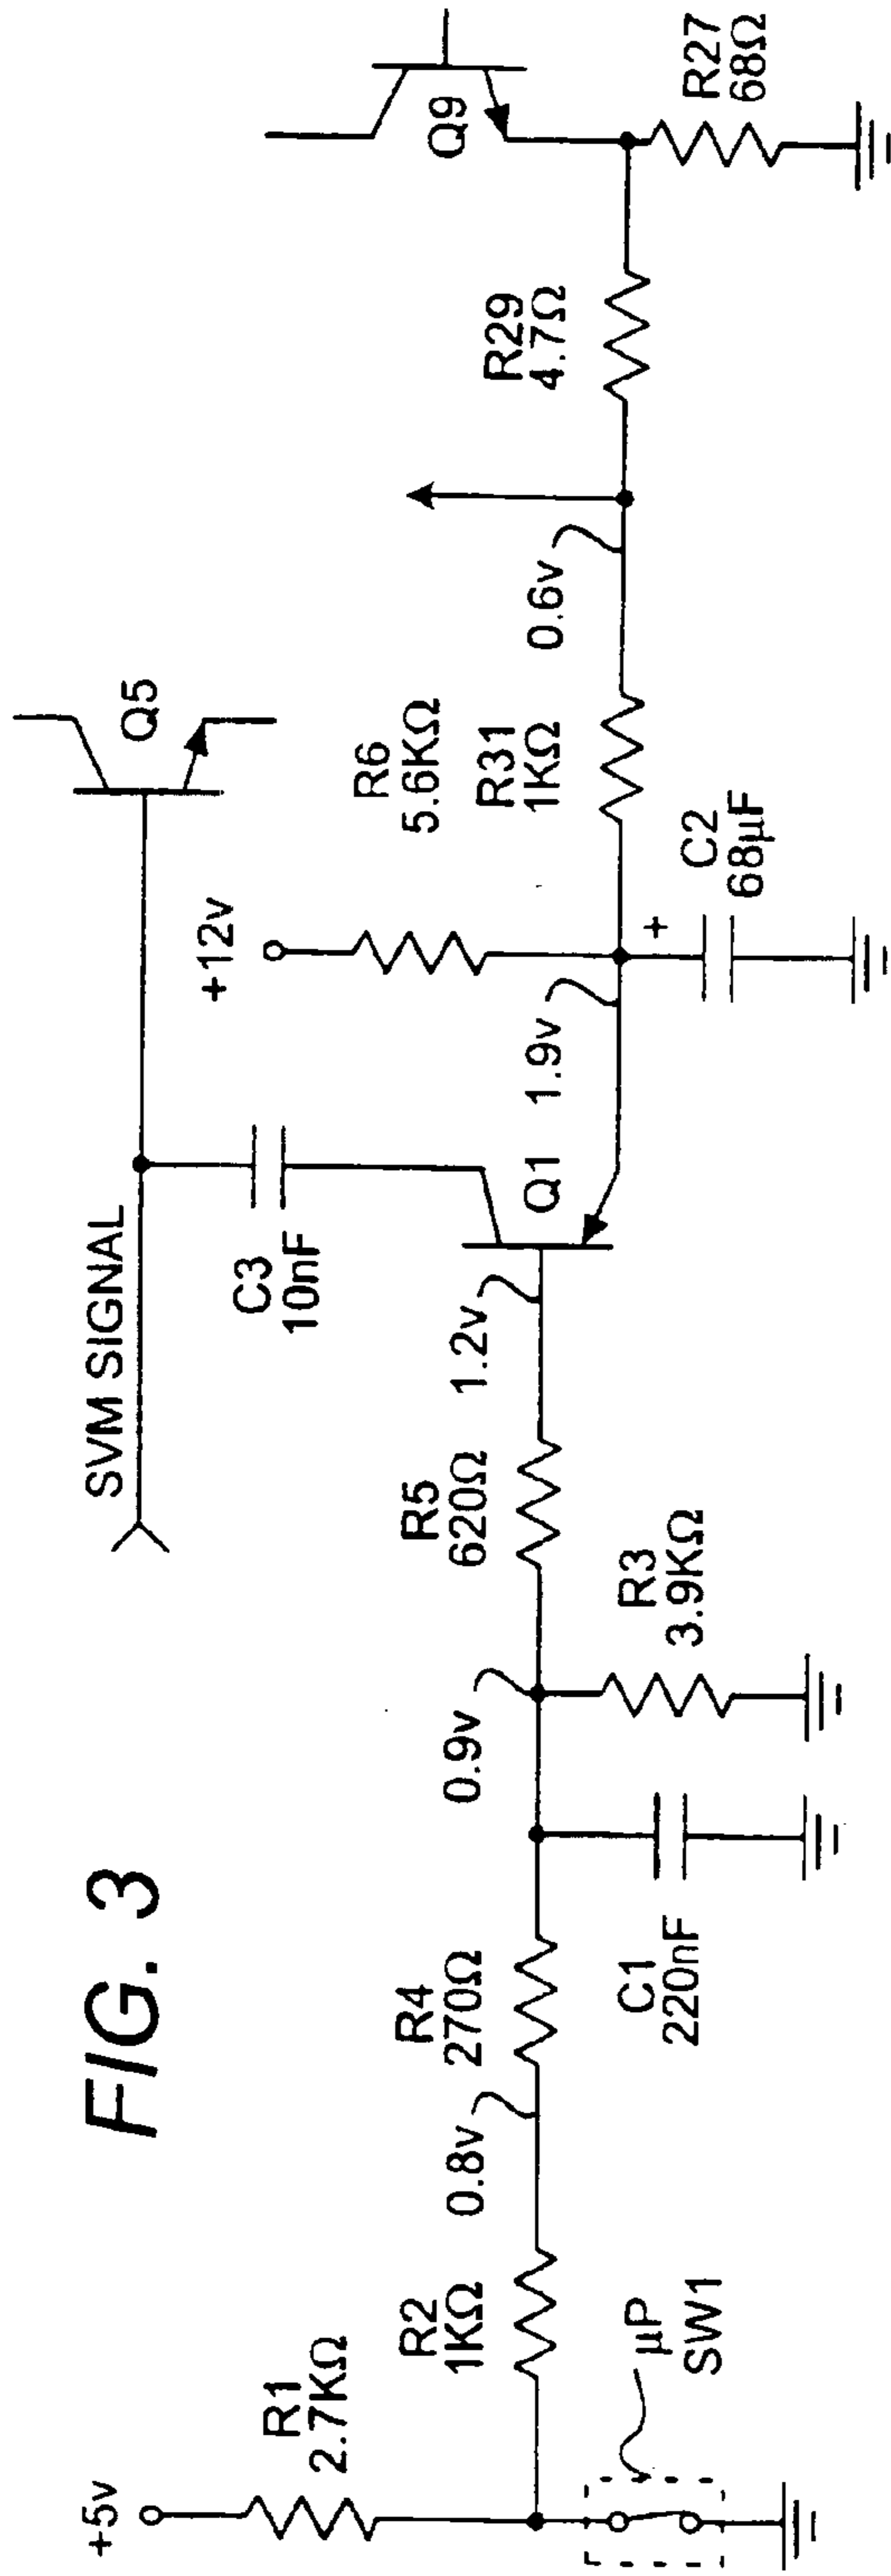 FIG. 3
+5v
R1
2.7KΩ
µP
SW1
R2
1KΩ
0.8v
R4
270Ω
C1
220nF
0.9v
R3
3.9KΩ
R5
620Ω
1.2v
SVM SIGNAL
C3
10nF
Q1
1.9v
+12v
R6
5.6KΩ
C2
68µF
+
R31
1KΩ
Q5
0.6v
R29
4.7Ω
Q9
R27
68Ω